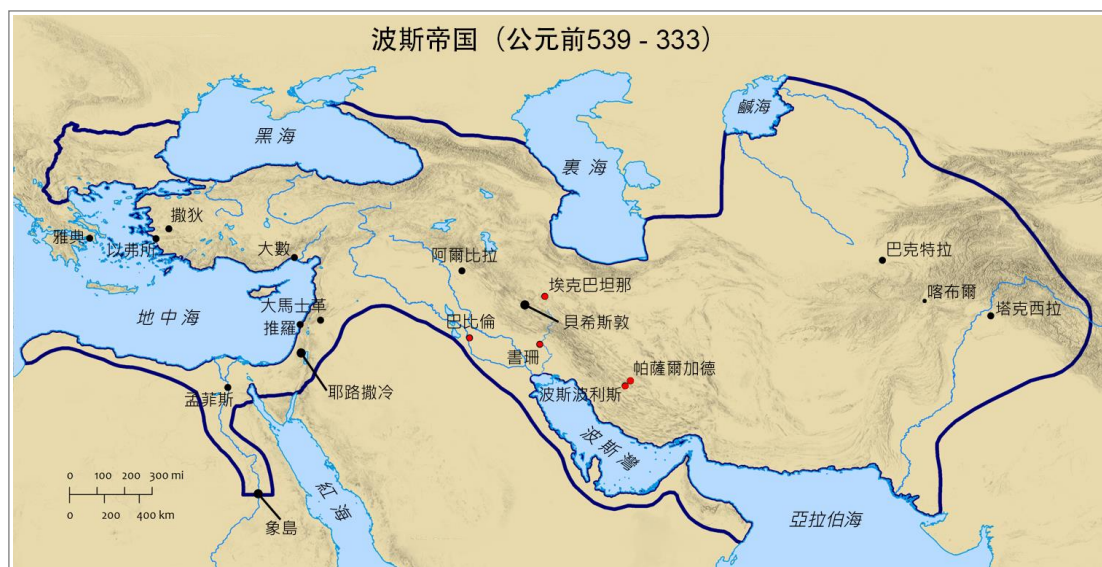 波斯帝国（公元前539 - 333）
黑海
裏海
鹹海
撒狄
雅典
以弗所
大數
阿爾比拉
巴克特拉
埃克巴坦那
喀布爾
塔克西拉
地中海
大馬士革
推羅
巴比倫
貝希斯敦
書珊
帕薩爾加德
波斯波利斯
孟菲斯
耶路撒冷
波斯灣
紅海
亞拉伯海
象島
0 100 200 300 mi
0 200 400 km